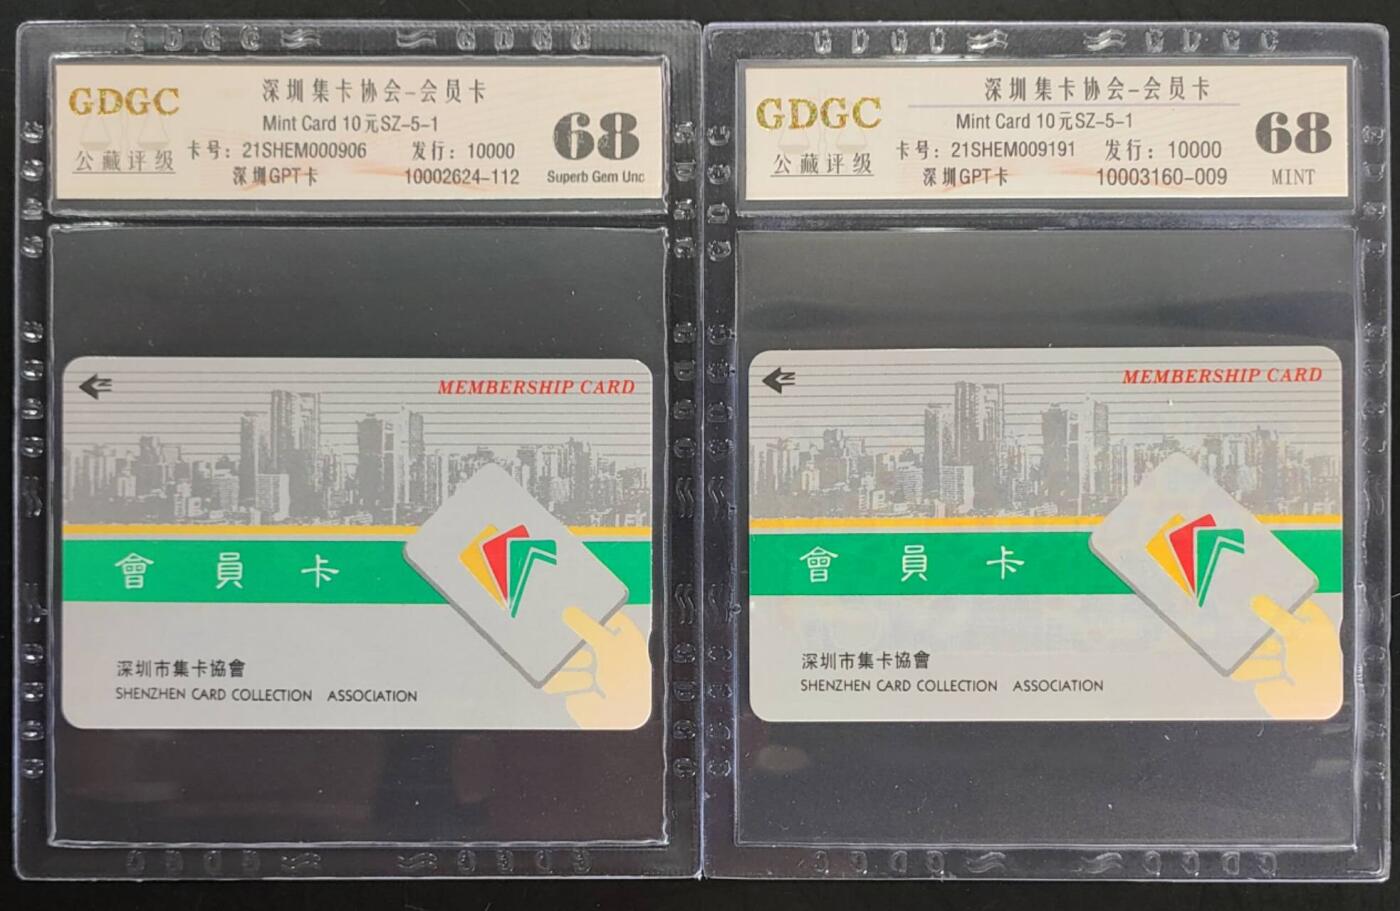 GDGC
公藏评级
深圳集卡协会-会员卡
Mint Card 10元SZ-5-1
卡号：21SHEM000906 发行：10000
深圳GPT卡 10002624-112
68
Superb Gem Unc
MEMBERSHIP CARD
會員卡
深圳市集卡協會
SHENZHEN CARD COLLECTION ASSOCIATION
GDGC
公藏评级
深圳集卡协会-会员卡
Mint Card 10元SZ-5-1
卡号：21SHEM009191 发行：10000
深圳GPT卡 10003160-009
68
MINT
MEMBERSHIP CARD
會員卡
深圳市集卡協會
SHENZHEN CARD COLLECTION ASSOCIATION